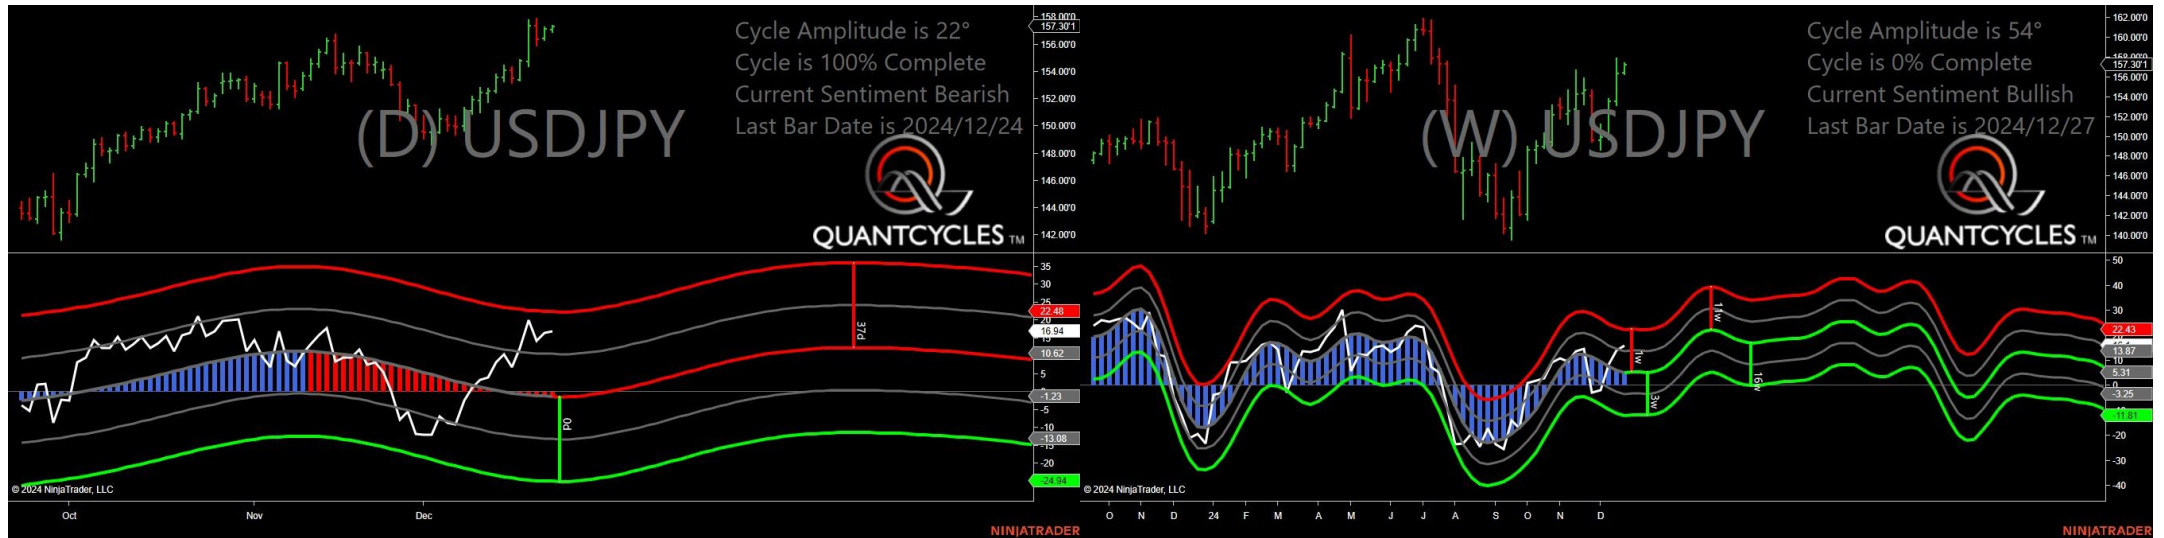 Cycle Amplitude is 22°
Cycle is 100% Complete
Current Sentiment Bearish
Last Bar Date is 2024/12/24
(D) USDJPY
QUANTCYCLES TM
158.00'0
157.30'1
156.00'0
154.00'0
152.00'0
150.00'0
148.00'0
146.00'0
144.00'0
142.00'0
35
30
25
22.48
20
16.94
15
10.62
5
-1.23
-5
-10
-13.08
-20
-24.94
37d
0d
© 2024 NinjaTrader, LLC
Oct Nov Dec
NINJATRADER
Cycle Amplitude is 54°
Cycle is 0% Complete
Current Sentiment Bullish
Last Bar Date is 2024/12/27
(W) USDJPY
QUANTCYCLES TM
162.00'0
160.00'0
157.30'1
156.00'0
154.00'0
152.00'0
150.00'0
148.00'0
146.00'0
144.00'0
142.00'0
140.00'0
50
40
30
22.43
13.87
10
5.31
0
-3.25
-11.81
-20
-30
-40
11w
1w
3w
16w
© 2024 NinjaTrader, LLC
O N D 24 F M A M J J A S O N D
NINJATRADER